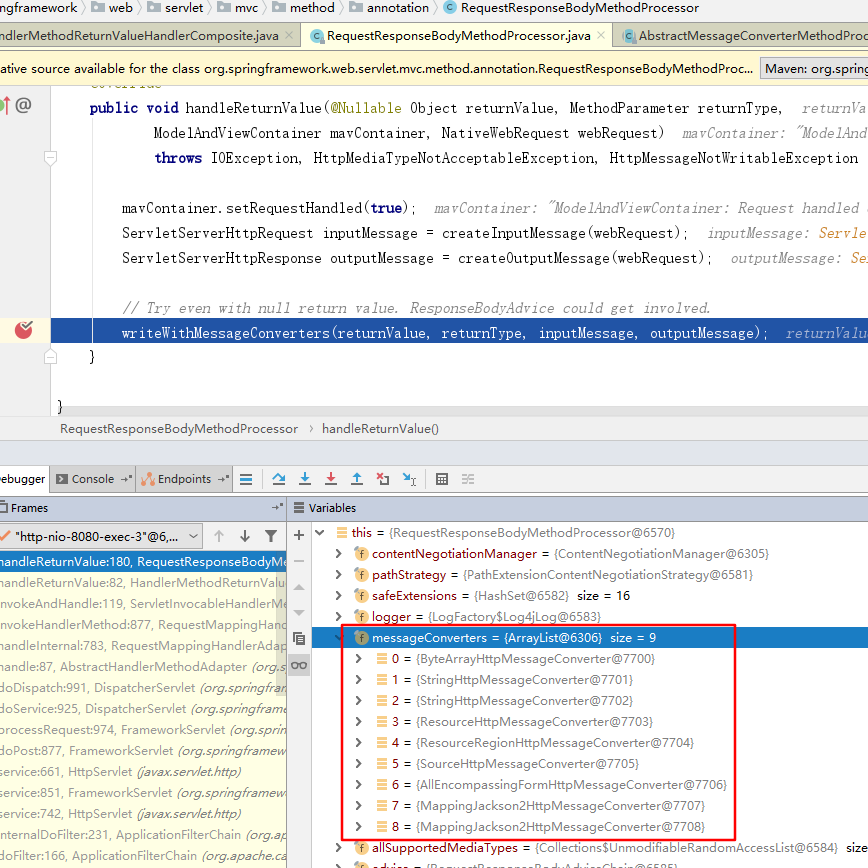 ngframework web servlet mvc method annotation RequestResponseBodyMethodProcessor
ndlerMethodReturnValueHandlerComposite.java RequestResponseBodyMethodProcessor.java AbstractMessageConverterMethodProc
ative source available for the class org.springframework.web.servlet.mvc.method.annotation.RequestResponseBodyMethodProc... Maven: org.spring
public void handleReturnValue(@Nullable Object returnValue, MethodParameter returnType, returnVa
ModelAndViewContainer mavContainer, NativeWebRequest webRequest) mavContainer: "ModelAnd
throws IOException, HttpMediaTypeNotAcceptableException, HttpMessageNotWritableException
mavContainer.setRequestHandled(true); mavContainer: "ModelAndViewContainer: Request handled
ServletServerHttpRequest inputMessage = createInputMessage(webRequest); inputMessage: Servle
ServletServerHttpResponse outputMessage = createOutputMessage(webRequest); outputMessage: Se
// Try even with null return value. ResponseBodyAdvice could get involved.
writeWithMessageConverters(returnValue, returnType, inputMessage, outputMessage); returnValu
}
}
RequestResponseBodyMethodProcessor › handleReturnValue()
ebugger Console Endpoints
Frames
"http-nio-8080-exec-3"@6,...
handleReturnValue:180, RequestResponseBodyMe
handleReturnValue:82, HandlerMethodReturnValu
nvokeAndHandle:119, ServletInvocableHandlerMe
nvokeHandlerMethod:877, RequestMappingHand
handleInternal:783, RequestMappingHandlerAdap
handle:87, AbstractHandlerMethodAdapter (org.s
doDispatch:991, DispatcherServlet (org.springfram
doService:925, DispatcherServlet (org.springframe
processRequest:974, FrameworkServlet (org.sprin
doPost:877, FrameworkServlet (org.springframew
service:661, HttpServlet (javax.servlet.http)
service:851, FrameworkServlet (org.springframew
service:742, HttpServlet (javax.servlet.http)
nternalDoFilter:231, ApplicationFilterChain (org.ap
doFilter:166, ApplicationFilterChain (org.apache.ca
Variables
this = {RequestResponseBodyMethodProcessor@6570}
contentNegotiationManager = {ContentNegotiationManager@6305}
pathStrategy = {PathExtensionContentNegotiationStrategy@6581}
safeExtensions = {HashSet@6582} size = 16
logger = {LogFactory$Log4jLog@6583}
messageConverters = {ArrayList@6306} size = 9
0 = {ByteArrayHttpMessageConverter@7700}
1 = {StringHttpMessageConverter@7701}
2 = {StringHttpMessageConverter@7702}
3 = {ResourceHttpMessageConverter@7703}
4 = {ResourceRegionHttpMessageConverter@7704}
5 = {SourceHttpMessageConverter@7705}
6 = {AllEncompassingFormHttpMessageConverter@7706}
7 = {MappingJackson2HttpMessageConverter@7707}
8 = {MappingJackson2HttpMessageConverter@7708}
allSupportedMediaTypes = {Collections$UnmodifiableRandomAccessList@6584} size